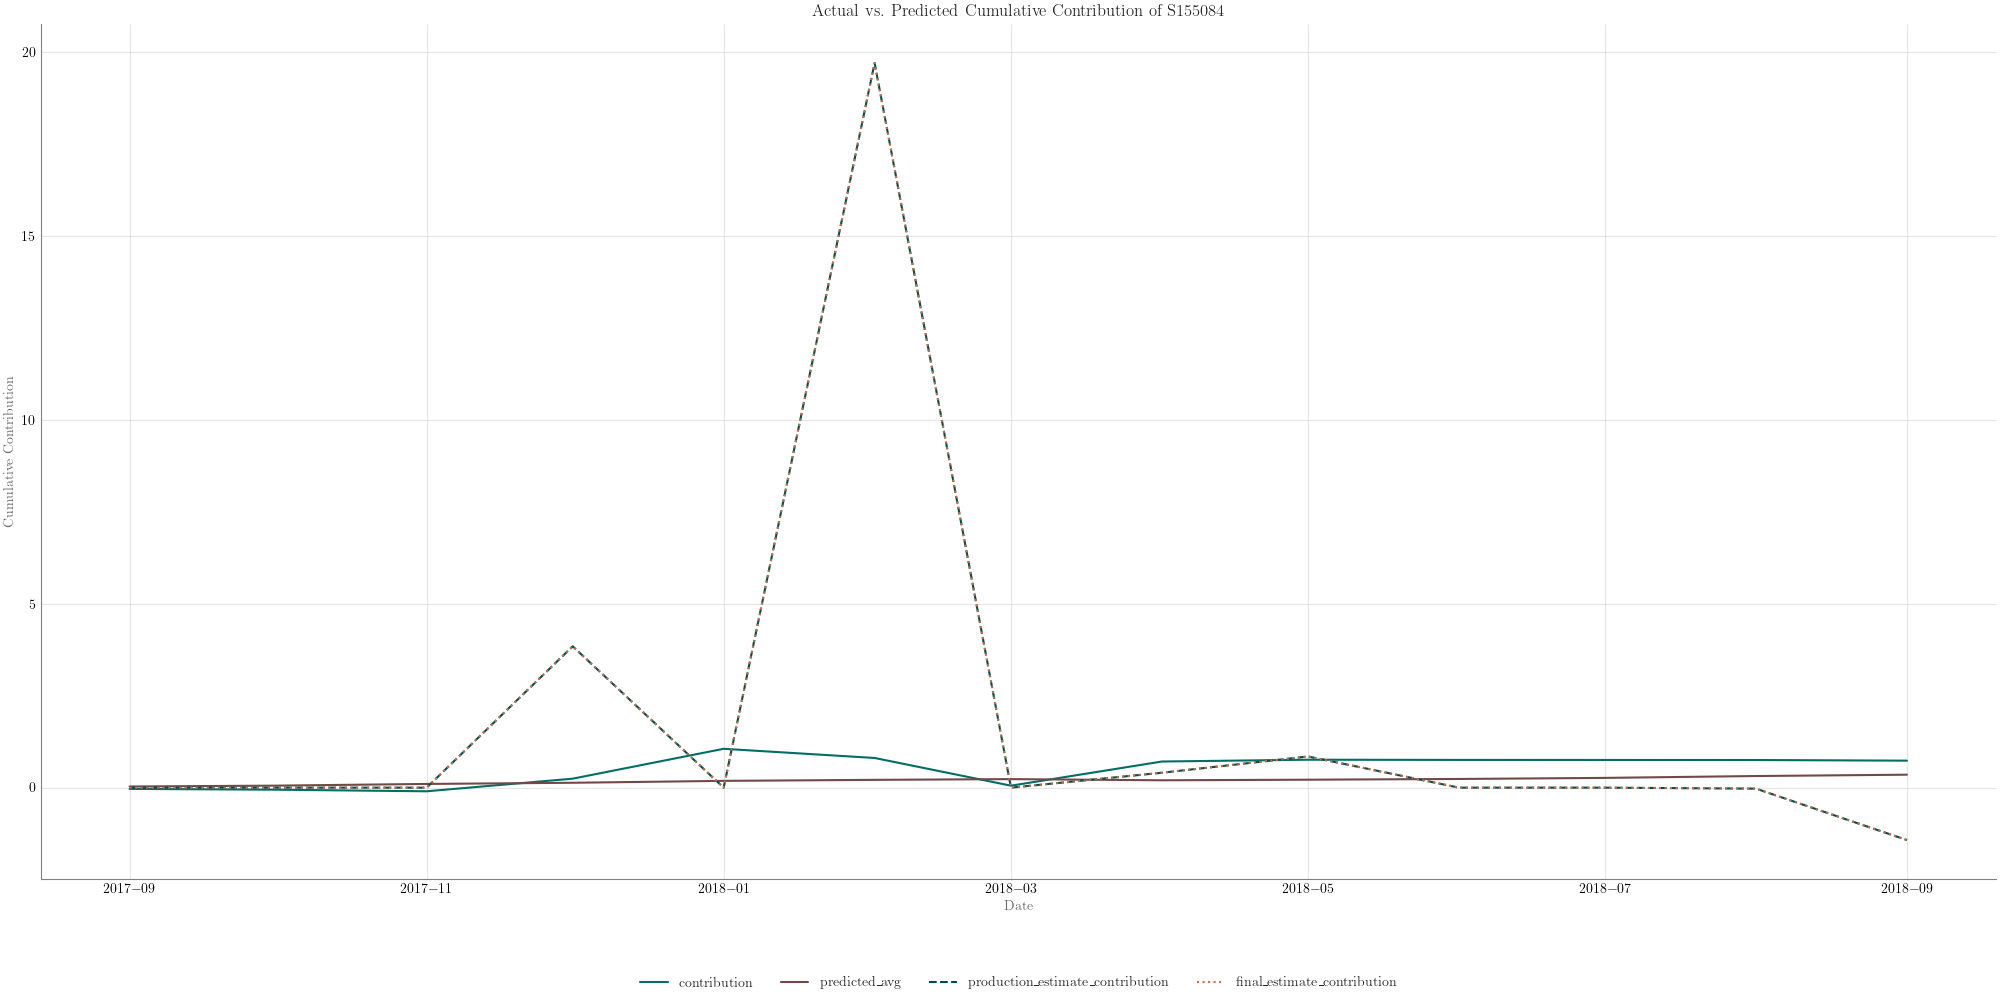 Actual vs. Predicted Cumulative Contribution of S155084
20
15
10
5
0
Cumulative Contribution
2017−09 2017−11 2018−01 2018−03 2018−05 2018−07 2018−09
Date
contribution predicted_avg production_estimate_contribution final_estimate_contribution